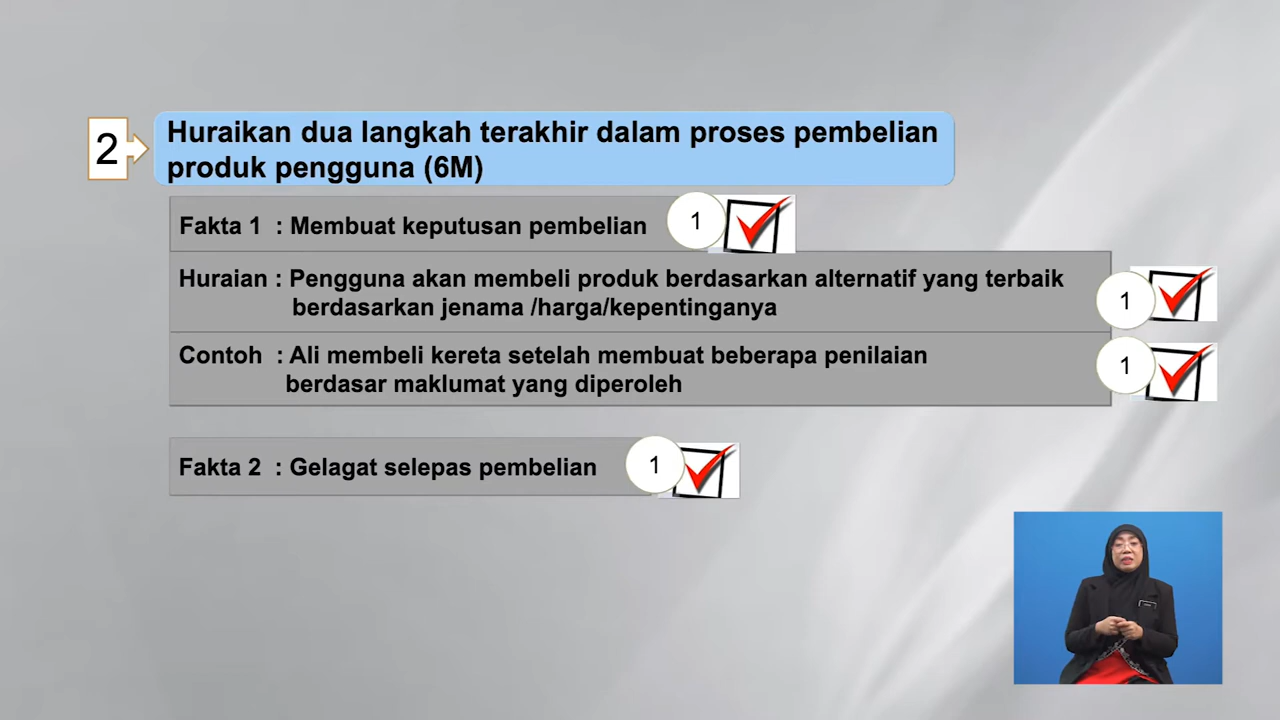 2
Huraikan dua langkah terakhir dalam proses pembelian
produk pengguna (6M)
Fakta 1 : Membuat keputusan pembelian 1
Huraian : Pengguna akan membeli produk berdasarkan alternatif yang terbaik
berdasarkan jenama /harga/kepentinganya 1
Contoh : Ali membeli kereta setelah membuat beberapa penilaian 1
berdasar maklumat yang diperoleh
Fakta 2 : Gelagat selepas pembelian 1